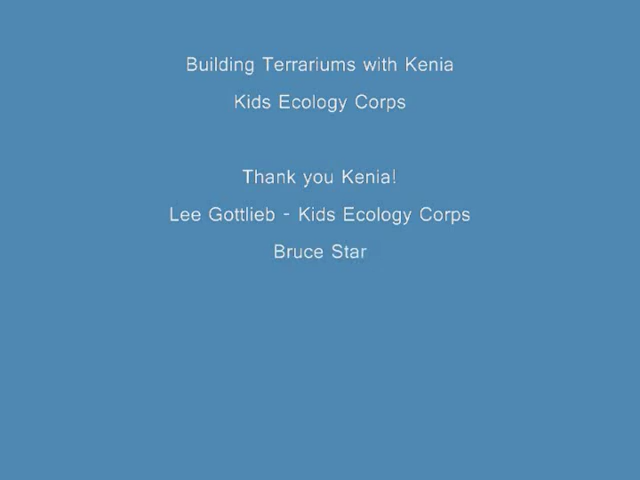 Building Terrariums with Kenia
Kids Ecology Corps
Thank you Kenia!
Lee Gottlieb - Kids Ecology Corps
Bruce Star